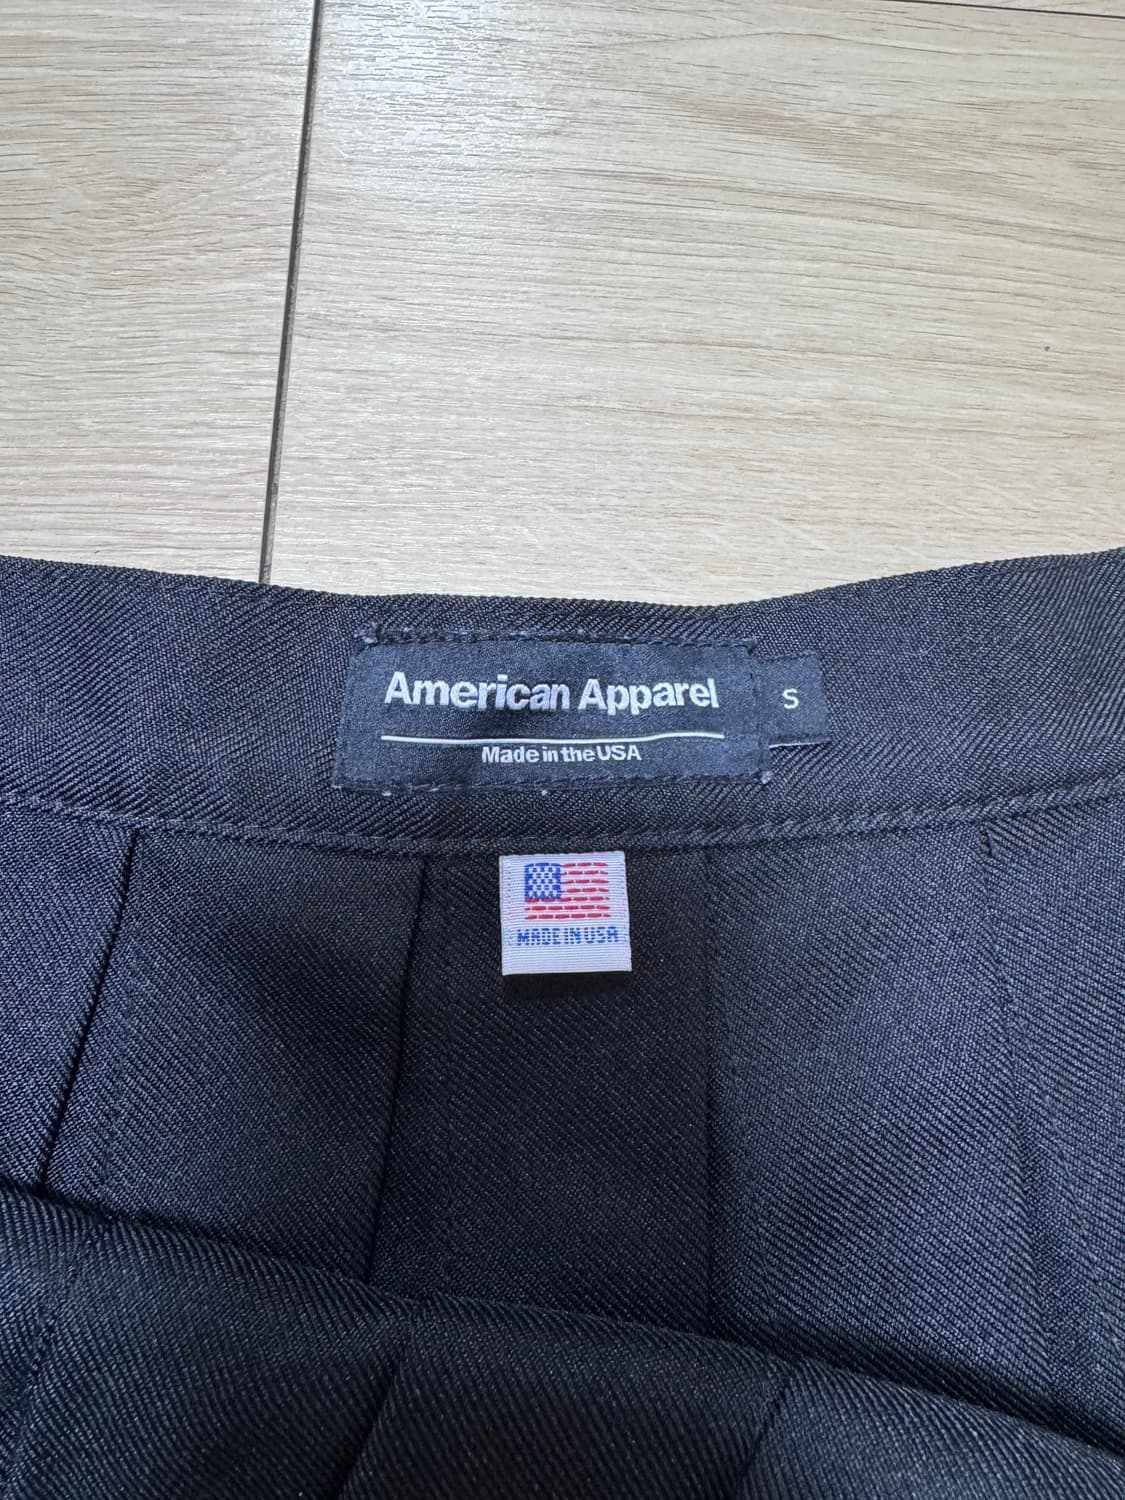 American Apparel
Made in the USA
S
MADE IN USA